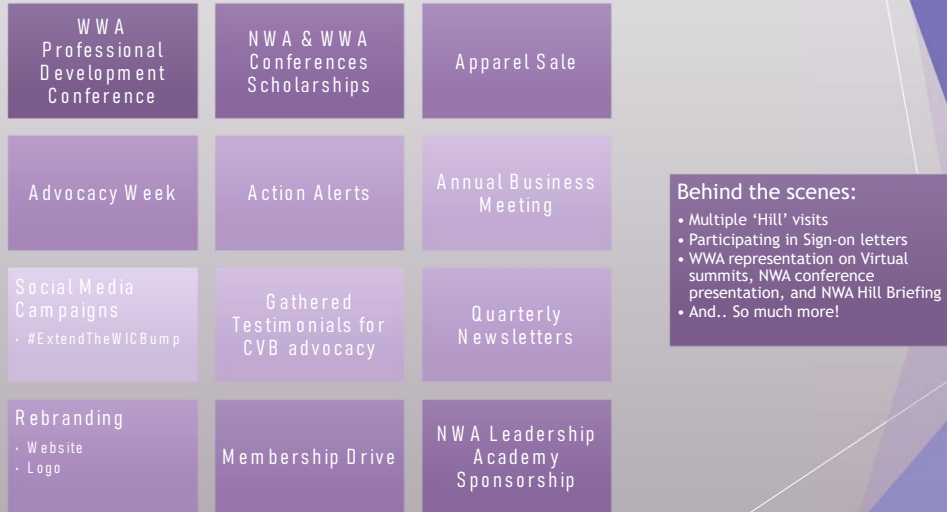 WWA
Professional
Development
Conference
NWA & WWA
Conferences
Scholarships
Apparel Sale
Advocacy Week
Action Alerts
Annual Business
Meeting
Social Media
Campaigns
• #ExtendTheWICBump
Gathered
Testimonials for
CVB advocacy
Quarterly
Newsletters
Rebranding
• Website
• Logo
Membership Drive
NWA Leadership
Academy
Sponsorship
Behind the scenes:
• Multiple ‘Hill’ visits
• Participating in Sign-on letters
• WWA representation on Virtual
summits, NWA conference
presentation, and NWA Hill Briefing
• And.. So much more!